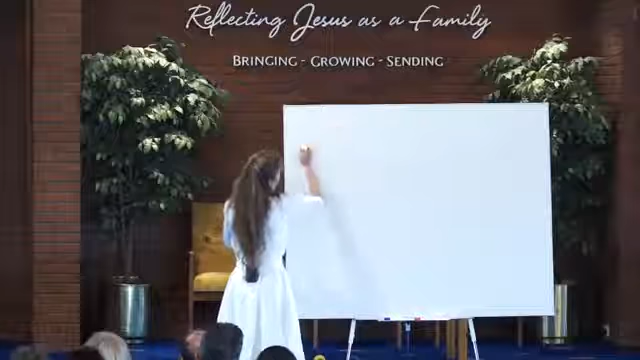 Reflecting Jesus as a Family
BRINGING - GROWING - SENDING